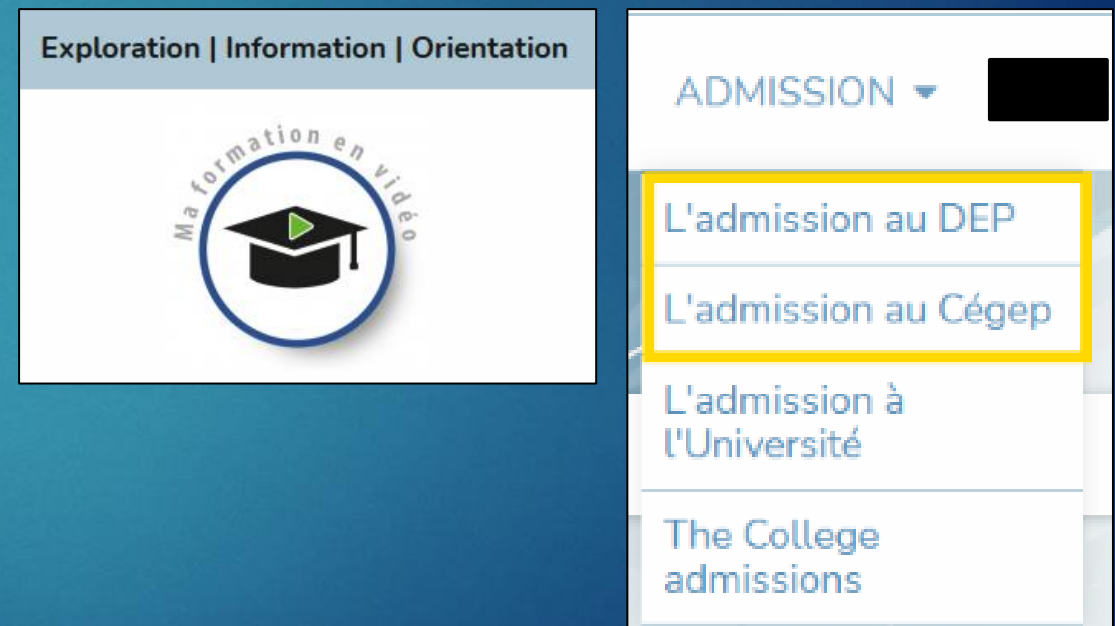 Exploration | Information | Orientation
Ma formation en vidéo
ADMISSION
L'admission au DEP
L'admission au Cégep
L'admission à
l'Université
The College
admissions